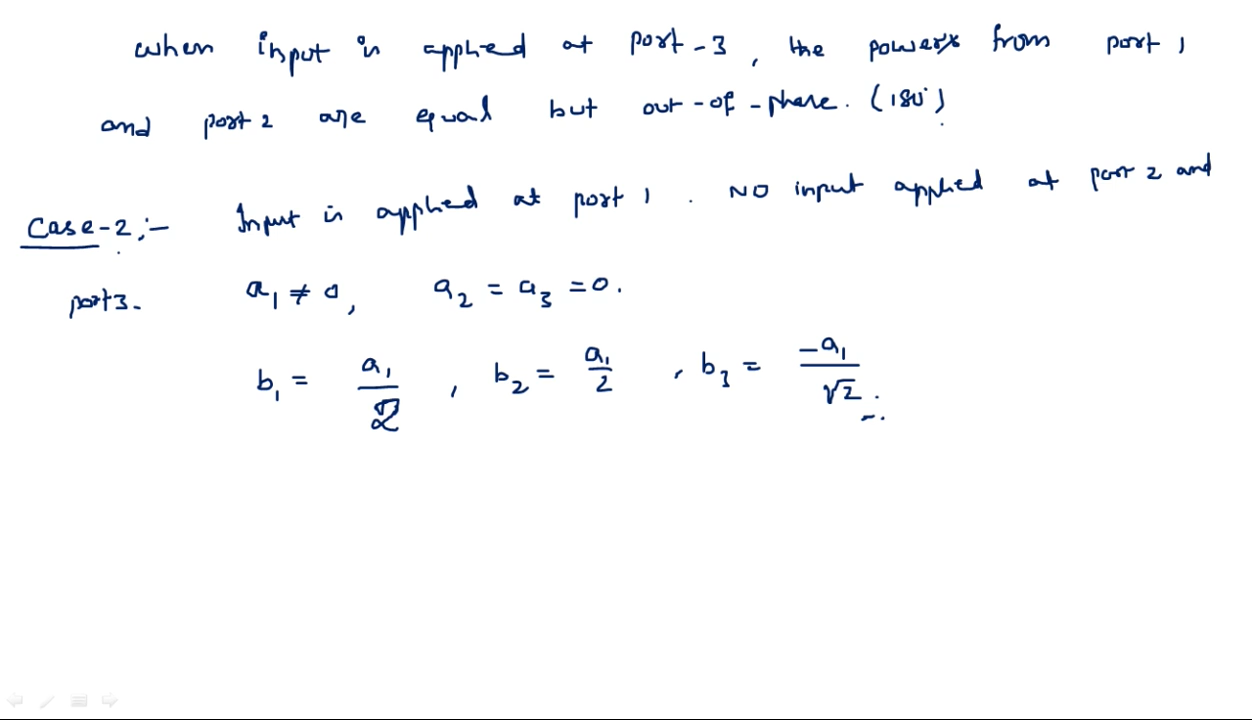 when input is applied at port-3, the powers from port 1
and port 2 are equal but out-of-phase. (180°)
Case-2:- Input is applied at port 1. NO input applied at port 2 and
port3. a₁ ≠ 0, a₂ = a₃ = 0.
b₁ = a₁/2, b₂ = a₁/2, b₃ = -a₁/√2.